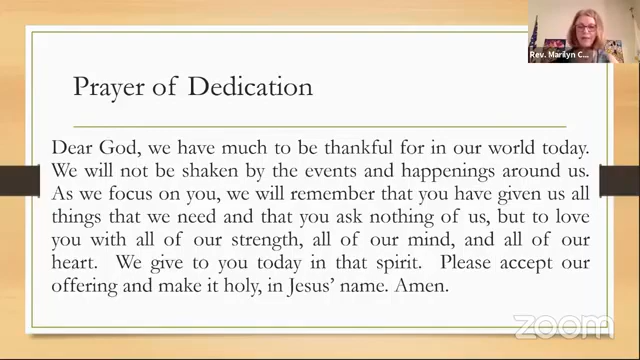 Rev. Marilyn C...
Prayer of Dedication
Dear God, we have much to be thankful for in our world today.
We will not be shaken by the events and happenings around us.
As we focus on you, we will remember that you have given us all
things that we need and that you ask nothing of us, but to love
you with all of our strength, all of our mind, and all of our
heart. We give to you today in that spirit. Please accept our
offering and make it holy, in Jesus’ name. Amen.
zoom